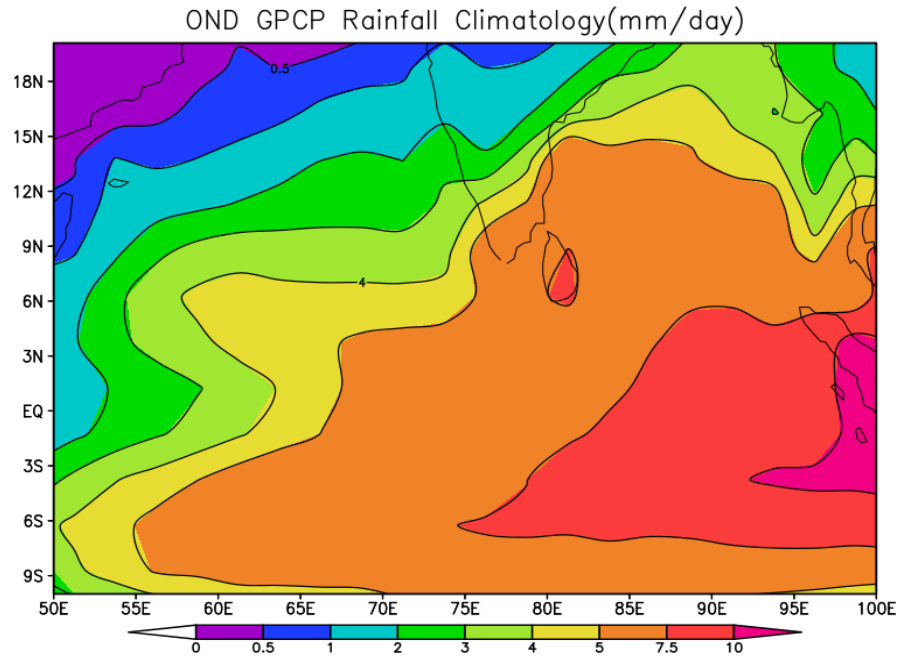 OND GPCP Rainfall Climatology(mm/day)
18N
15N
12N
9N
6N
3N
EQ
3S
6S
9S
0.5
4
50E 55E 60E 65E 70E 75E 80E 85E 90E 95E 100E
0 0.5 1 2 3 4 5 7.5 10